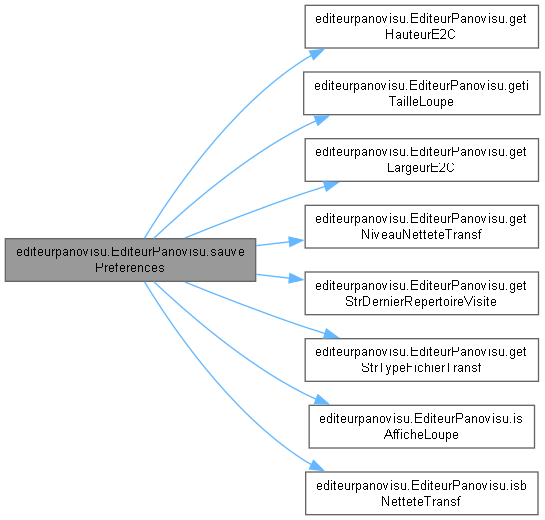 editeurpanovisu.EditeurPanovisu.get
HauteurE2C
editeurpanovisu.EditeurPanovisu.geti
TailleLoupe
editeurpanovisu.EditeurPanovisu.get
LargeurE2C
editeurpanovisu.EditeurPanovisu.get
NiveauNetteteTransf
editeurpanovisu.EditeurPanovisu.sauve
Preferences
editeurpanovisu.EditeurPanovisu.get
StrDernierRepertoireVisite
editeurpanovisu.EditeurPanovisu.get
StrTypeFichierTransf
editeurpanovisu.EditeurPanovisu.is
AfficheLoupe
editeurpanovisu.EditeurPanovisu.isb
NetteteTransf